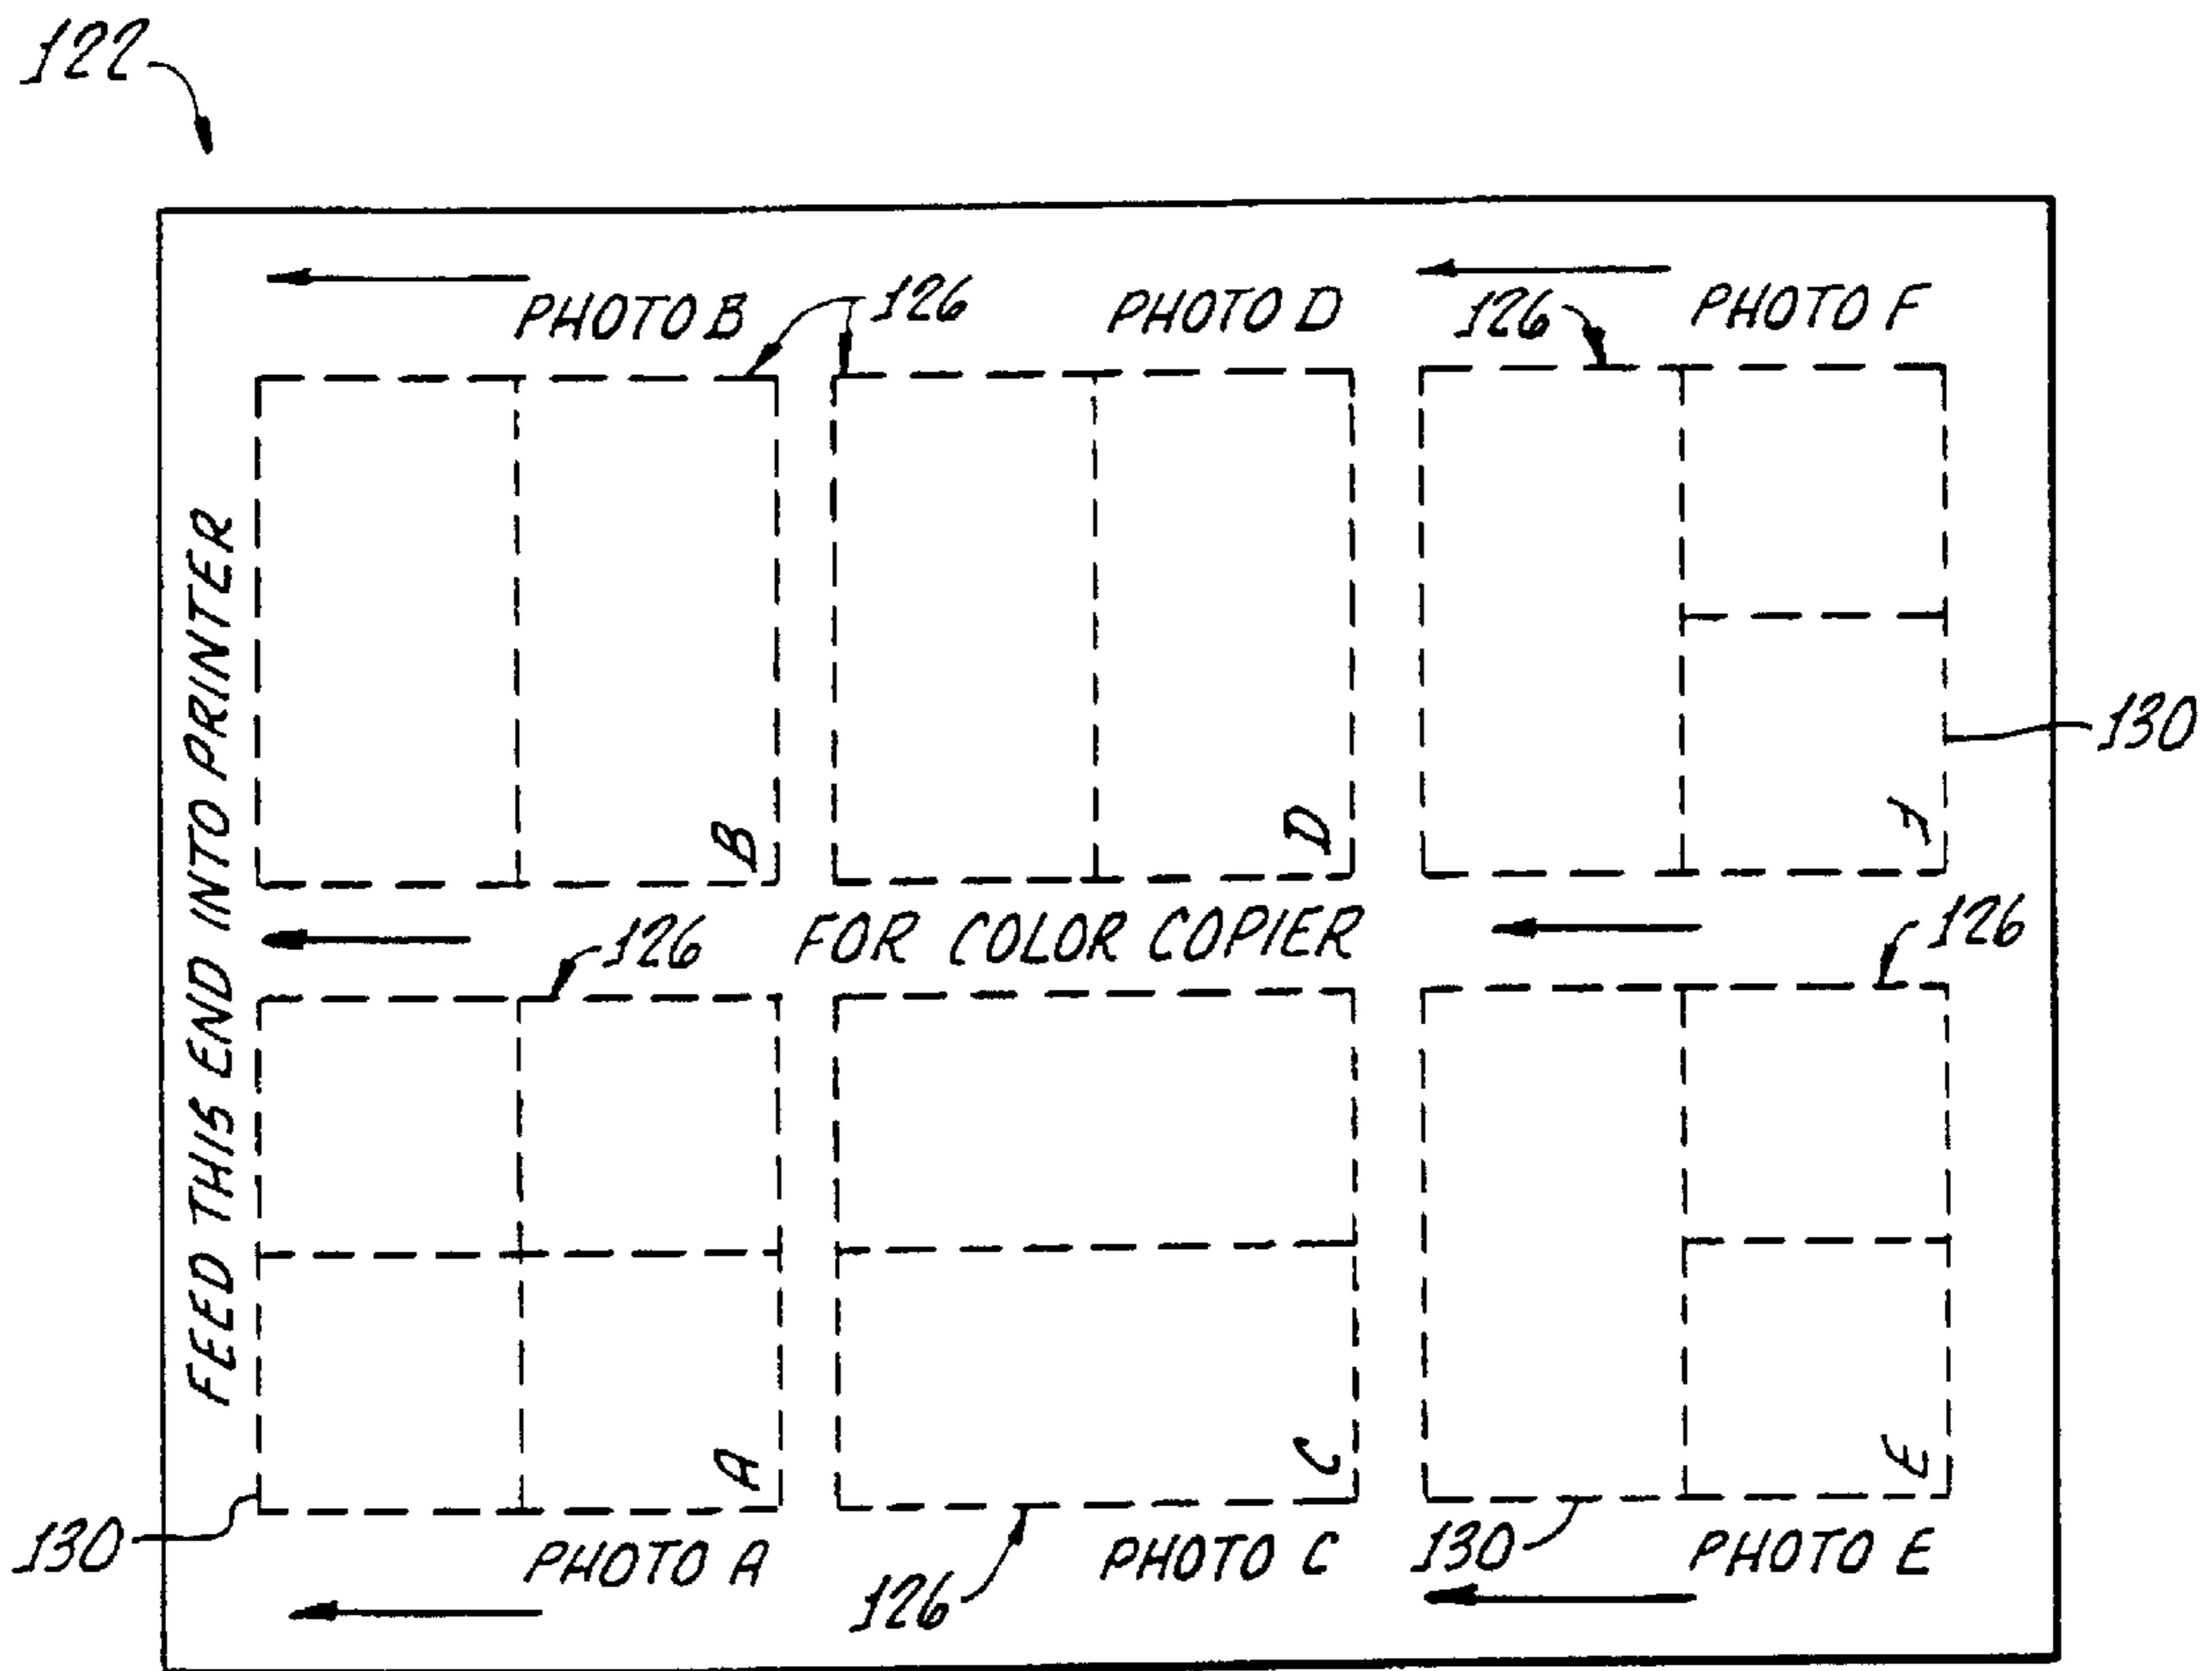 122
PHOTO B
126
PHOTO D
126
PHOTO F
FEED THIS END INTO PRINTER
130
B
D
F
126
FOR COLOR COPIER
126
A
C
E
130
PHOTO A
126
PHOTO C
130
PHOTO E